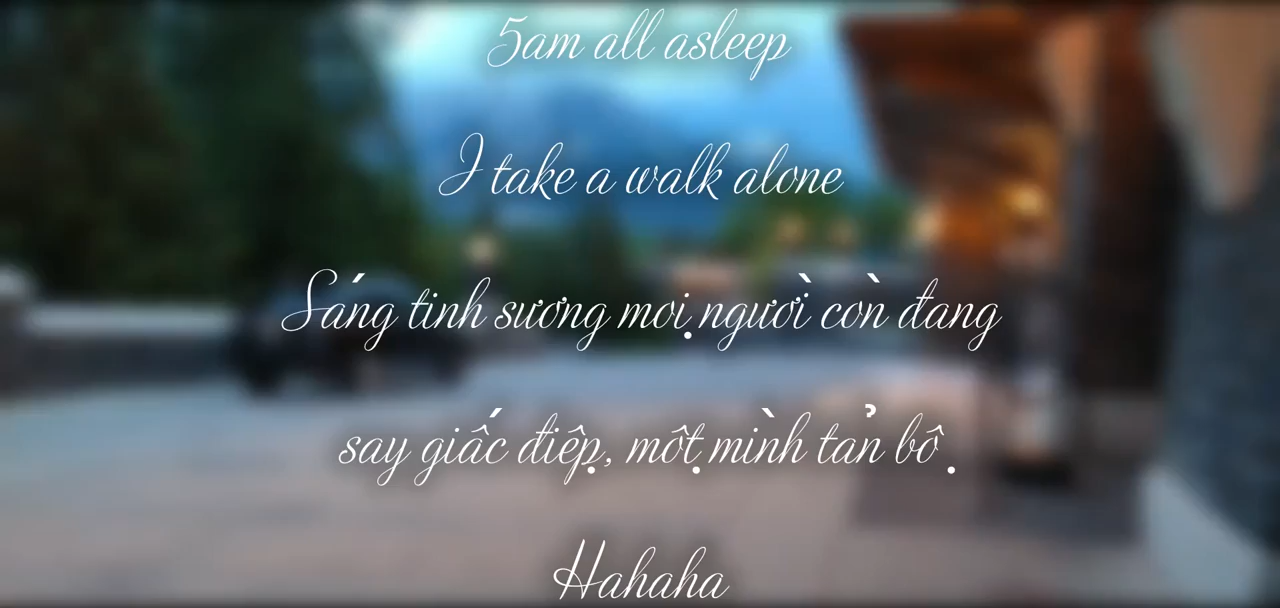 5am all asleep
I take a walk alone
Sáng tinh sương mọi người còn đang
say giấc điệp, một mình tản bộ.
Hahaha